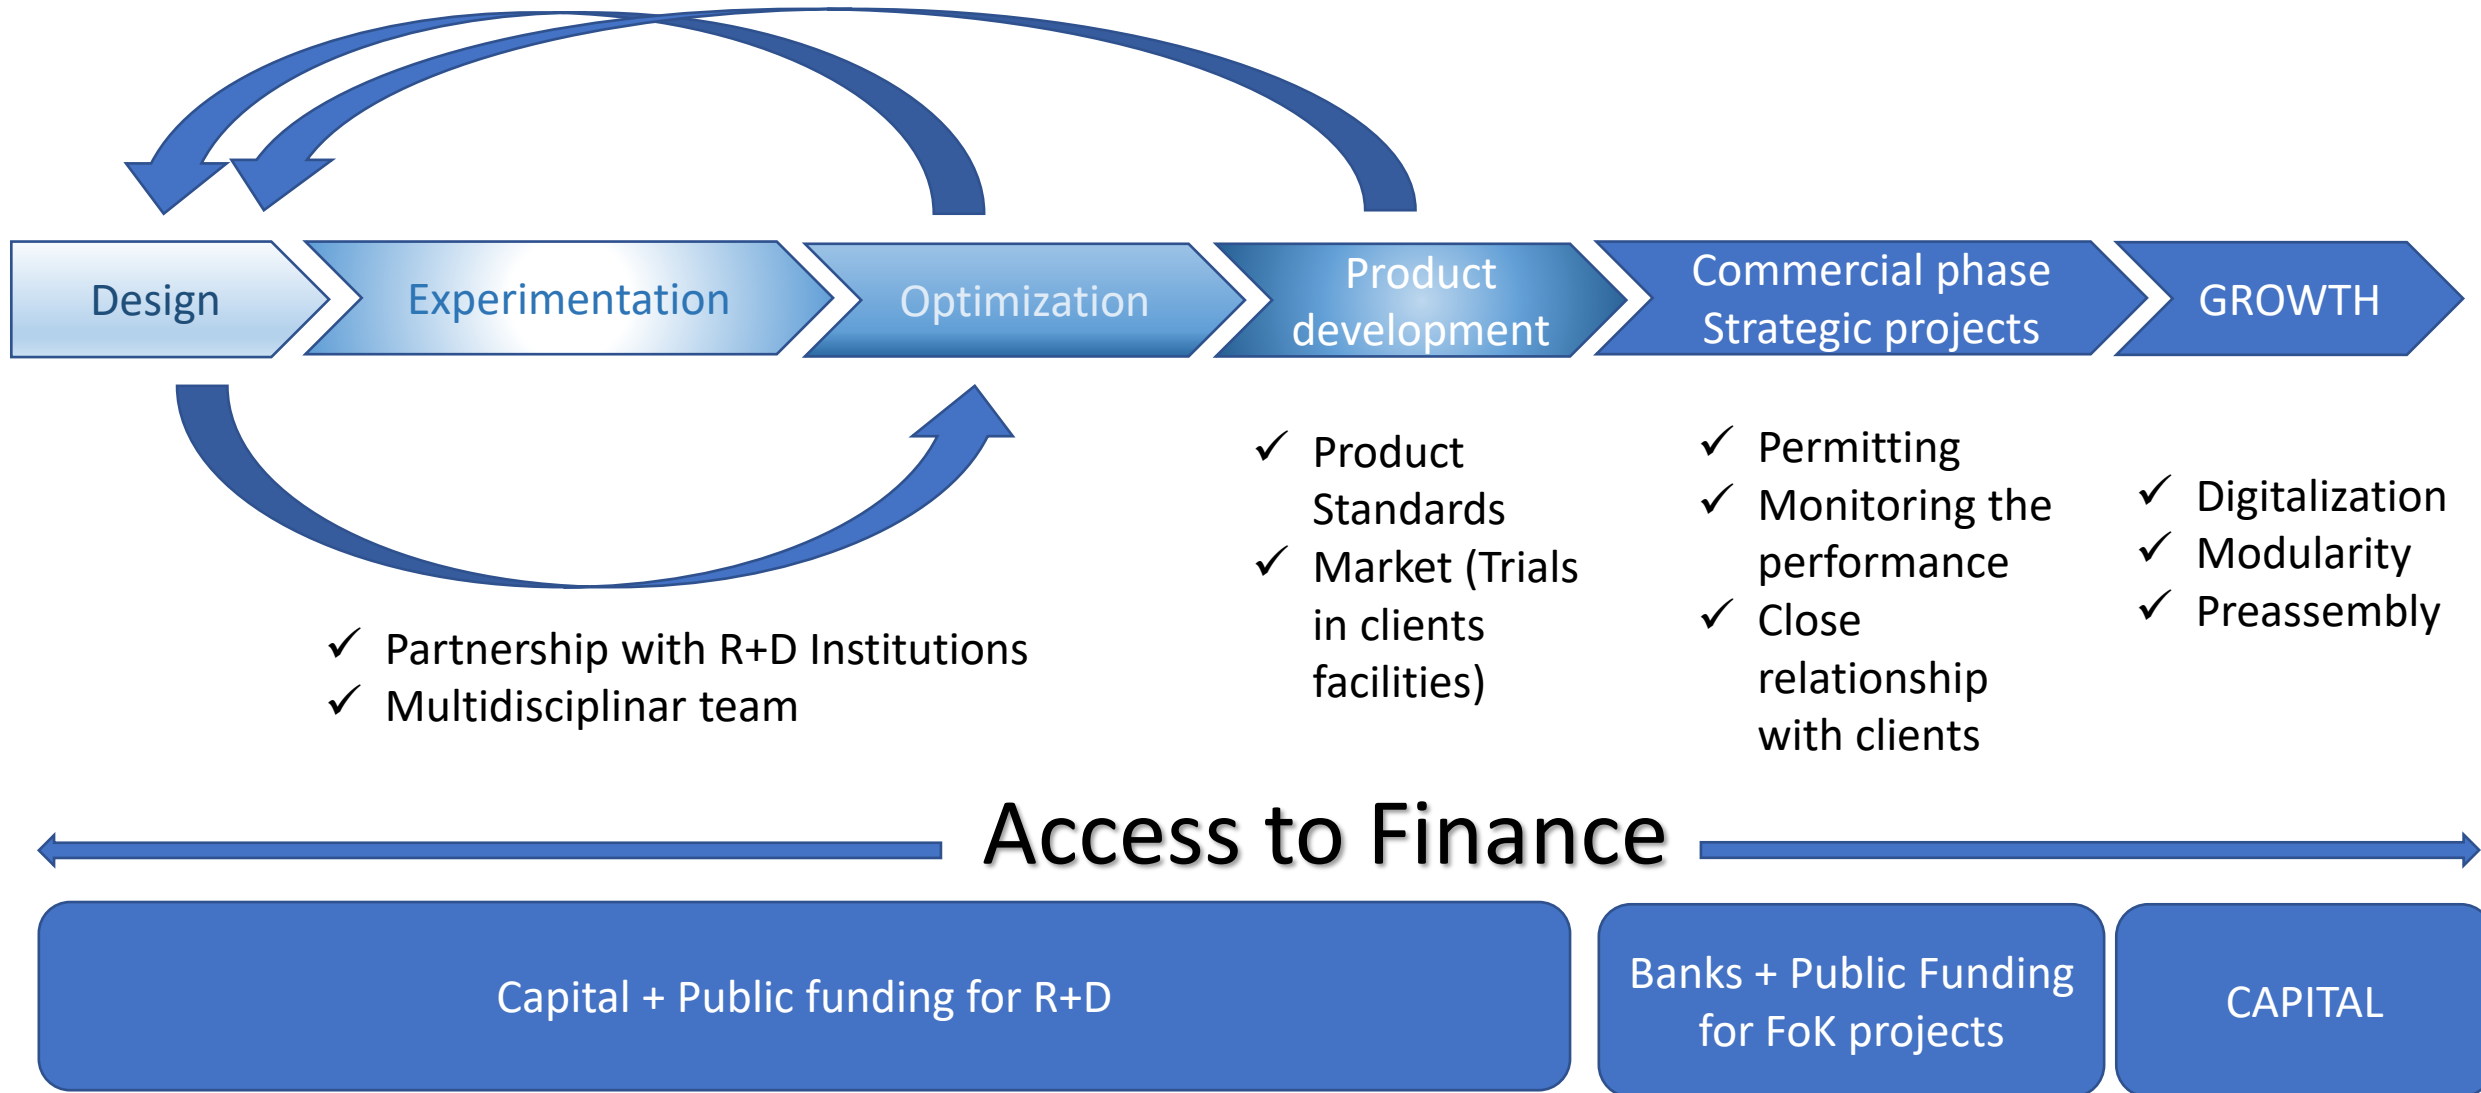 Design
Experimentation
Optimization
Product
development
Commercial phase
Strategic projects
GROWTH
✓ Partnership with R+D Institutions
✓ Multidisciplinar team
✓ Product
Standards
✓ Market (Trials
in clients
facilities)
✓ Permitting
✓ Monitoring the
performance
✓ Close
relationship
with clients
✓ Digitalization
✓ Modularity
✓ Preassembly
Access to Finance
Capital + Public funding for R+D
Banks + Public Funding
for FoK projects
CAPITAL